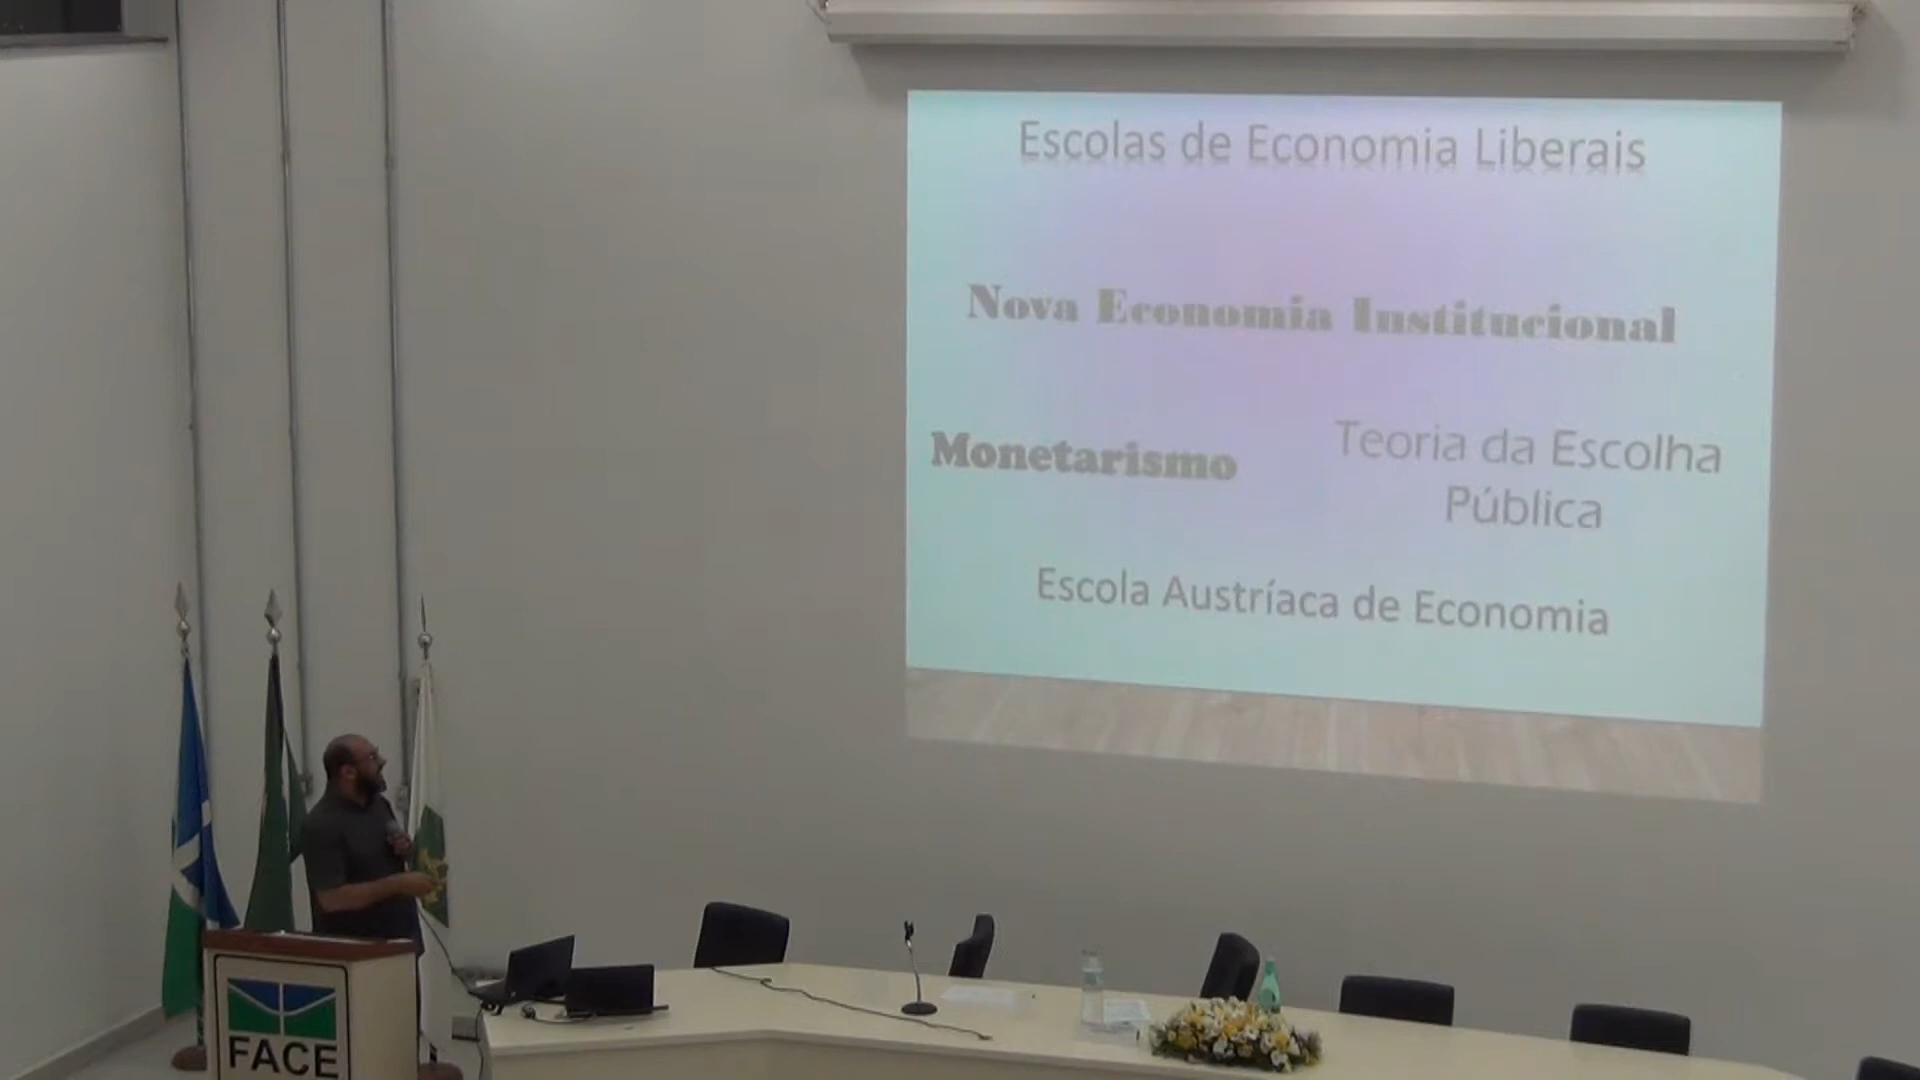 Escolas de Economia Liberais
Nova Economia Institucional
Monetarismo
Teoria da Escolha
Pública
Escola Austríaca de Economia
FACE